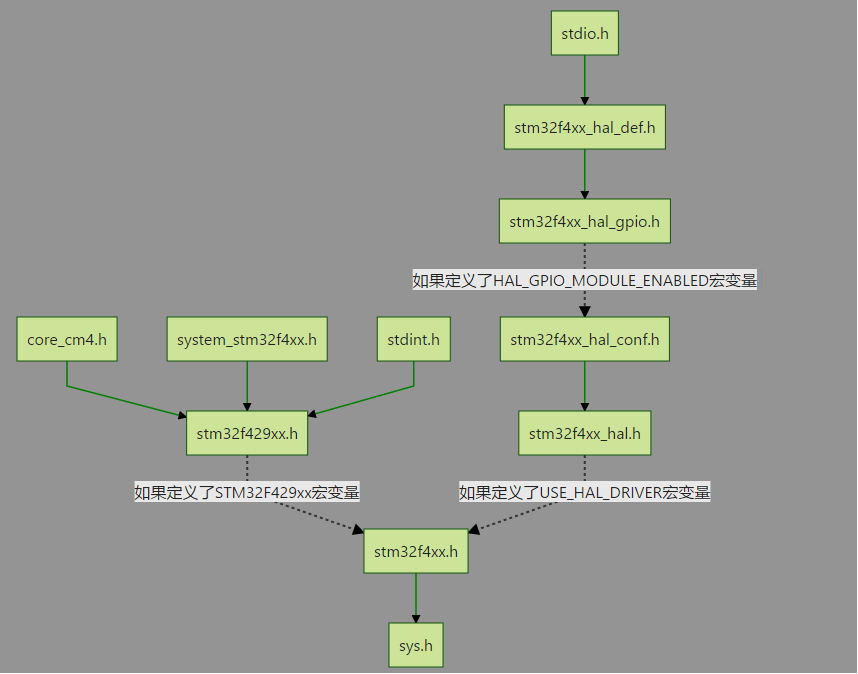 stdio.h
stm32f4xx_hal_def.h
stm32f4xx_hal_gpio.h
如果定义了HAL_GPIO_MODULE_ENABLED宏变量
core_cm4.h
system_stm32f4xx.h
stdint.h
stm32f4xx_hal_conf.h
stm32f429xx.h
stm32f4xx_hal.h
如果定义了STM32F429xx宏变量
如果定义了USE_HAL_DRIVER宏变量
stm32f4xx.h
sys.h